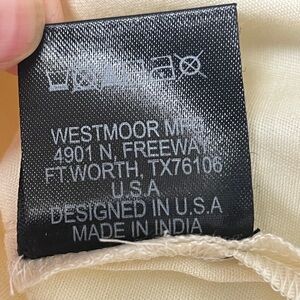 WESTMOOR MFG
4901 N, FREEWAY
FT WORTH, TX76106
U.S.A
DESIGNED IN U.S.A
MADE IN INDIA